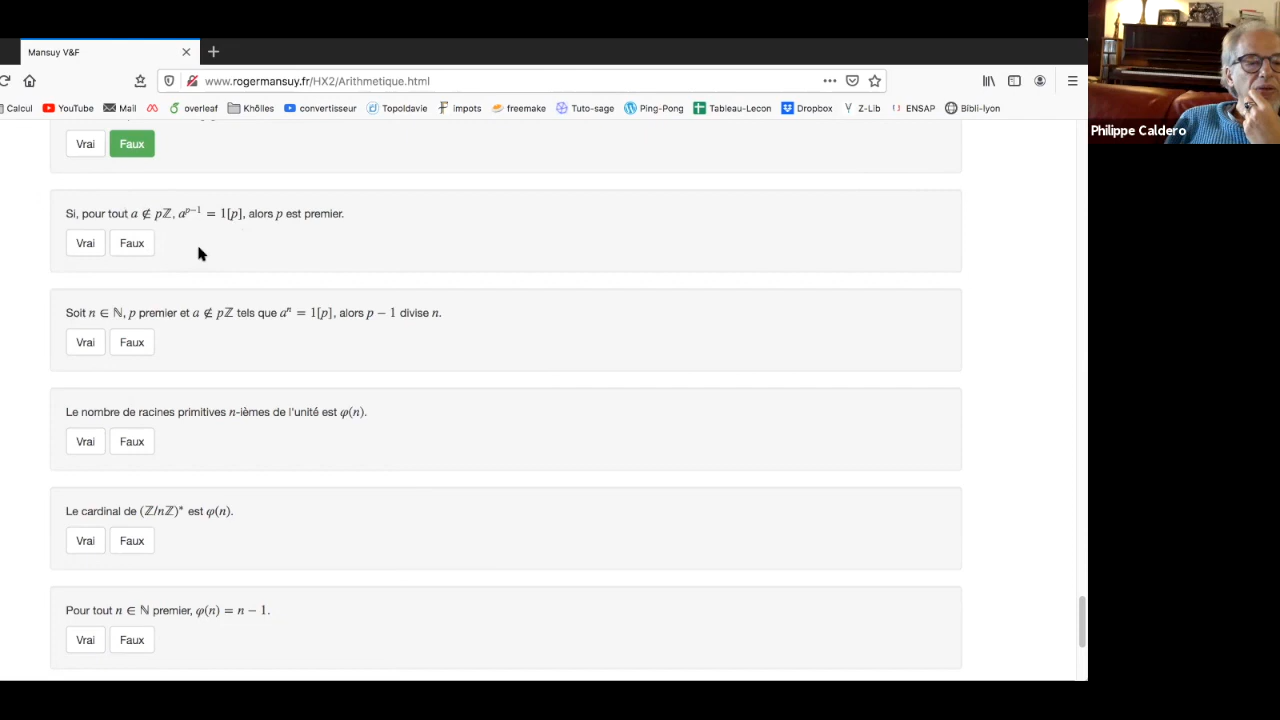 Mansuy V&F
www.rogermansuy.fr/HX2/Arithmetique.html
Calcul YouTube Mail overleaf Khôlles convertisseur Topoldavie impots freemake Tuto-sage Ping-Pong Tableau-Lecon Dropbox Z-Lib ENSAP Bibli-lyon
Philippe Caldero
Vrai Faux
Si, pour tout a ∉ pℤ, a^{p−1} = 1[p], alors p est premier.
Vrai Faux
Soit n ∈ ℕ, p premier et a ∉ pℤ tels que aⁿ = 1[p], alors p − 1 divise n.
Vrai Faux
Le nombre de racines primitives n-ièmes de l'unité est φ(n).
Vrai Faux
Le cardinal de (ℤ/nℤ)* est φ(n).
Vrai Faux
Pour tout n ∈ ℕ premier, φ(n) = n − 1.
Vrai Faux